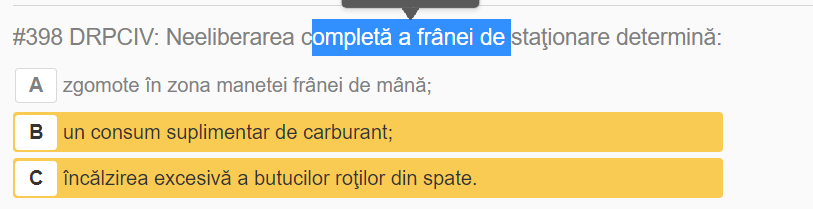 #398 DRPCIV: Neeliberarea completă a frânei de staţionare determină:
A zgomote în zona manetei frânei de mână;
B un consum suplimentar de carburant;
C încălzirea excesivă a butucilor roţilor din spate.